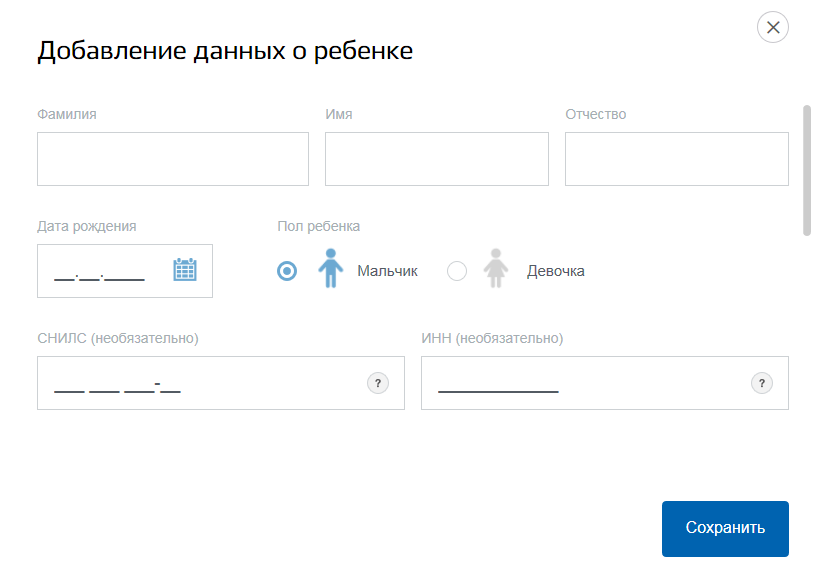 Добавление данных о ребенке
Фамилия Имя Отчество
Дата рождения Пол ребенка
__.__.____ Мальчик Девочка
СНИЛС (необязательно) ИНН (необязательно)
___ ___ ___-__ ? ____________ ?
Сохранить